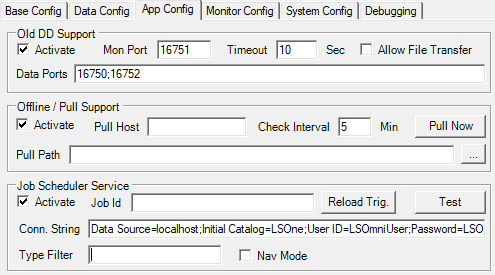 Base Config Data Config App Config Monitor Config System Config Debugging
Old DD Support
Activate Mon Port 16751 Timeout 10 Sec Allow File Transfer
Data Ports 16750;16752
Offline / Pull Support
Activate Pull Host Check Interval 5 Min Pull Now
Pull Path ...
Job Scheduler Service
Activate Job Id Reload Trig. Test
Conn. String Data Source=localhost;Initial Catalog=LSOne;User ID=LSOmniUser;Password=LSO
Type Filter Nav Mode